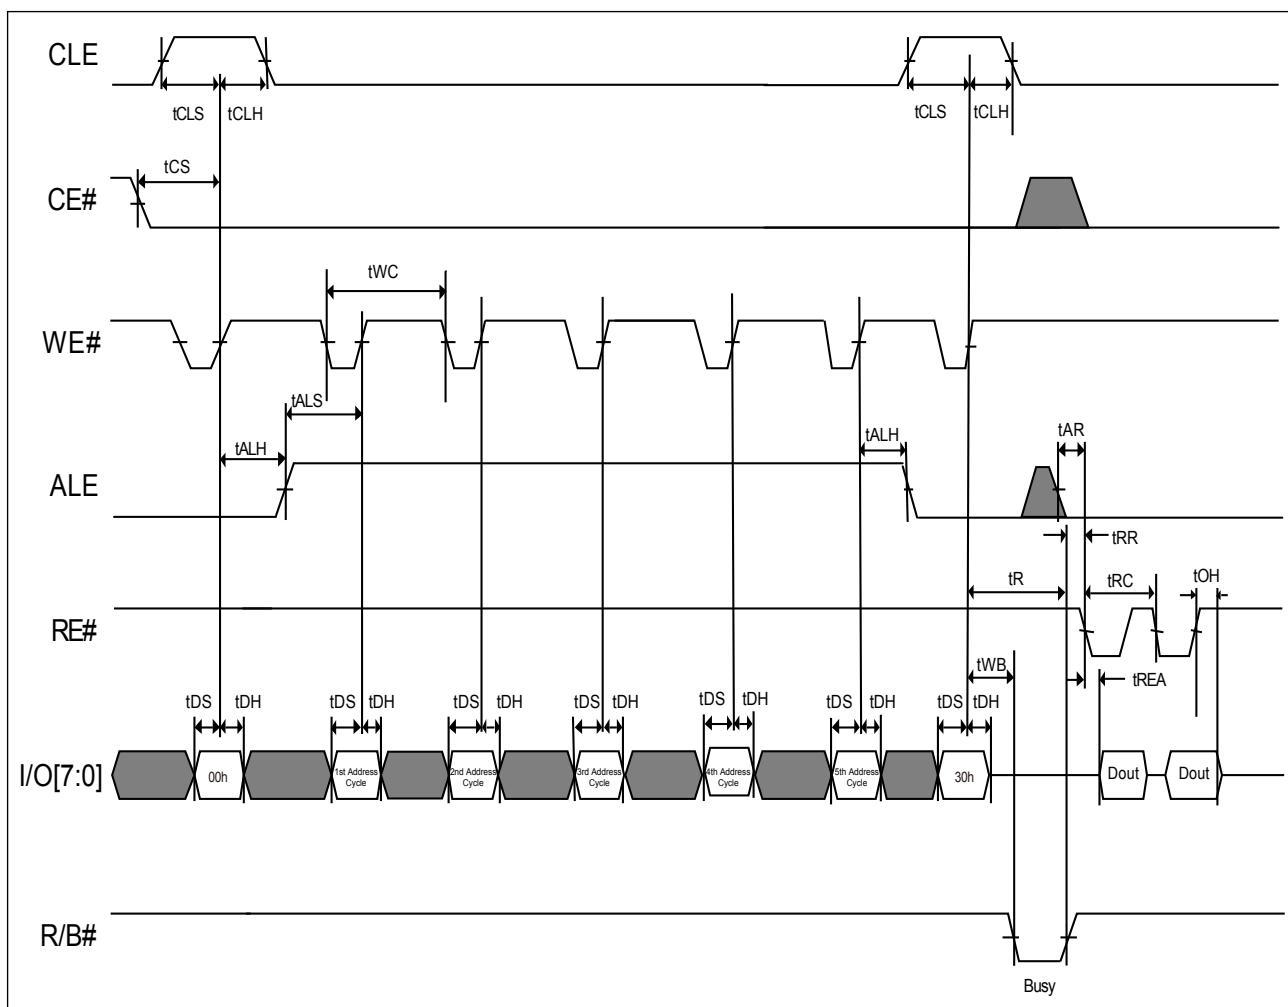 CLE
tCLS tCLH
tCLS tCLH
tCS
CE#
tWC
WE#
tALS
tALH
tALH
tAR
ALE
tRR
tR
tRC
tOH
RE#
tWB
tREA
tDS tDH
tDS tDH
tDS tDH
tDS tDH
tDS tDH
tDS tDH
tDS tDH
I/O[7:0]
00h
1st Address
Cycle
2nd Address
Cycle
3rd Address
Cycle
4th Address
Cycle
5th Address
Cycle
30h
Dout
Dout
R/B#
Busy